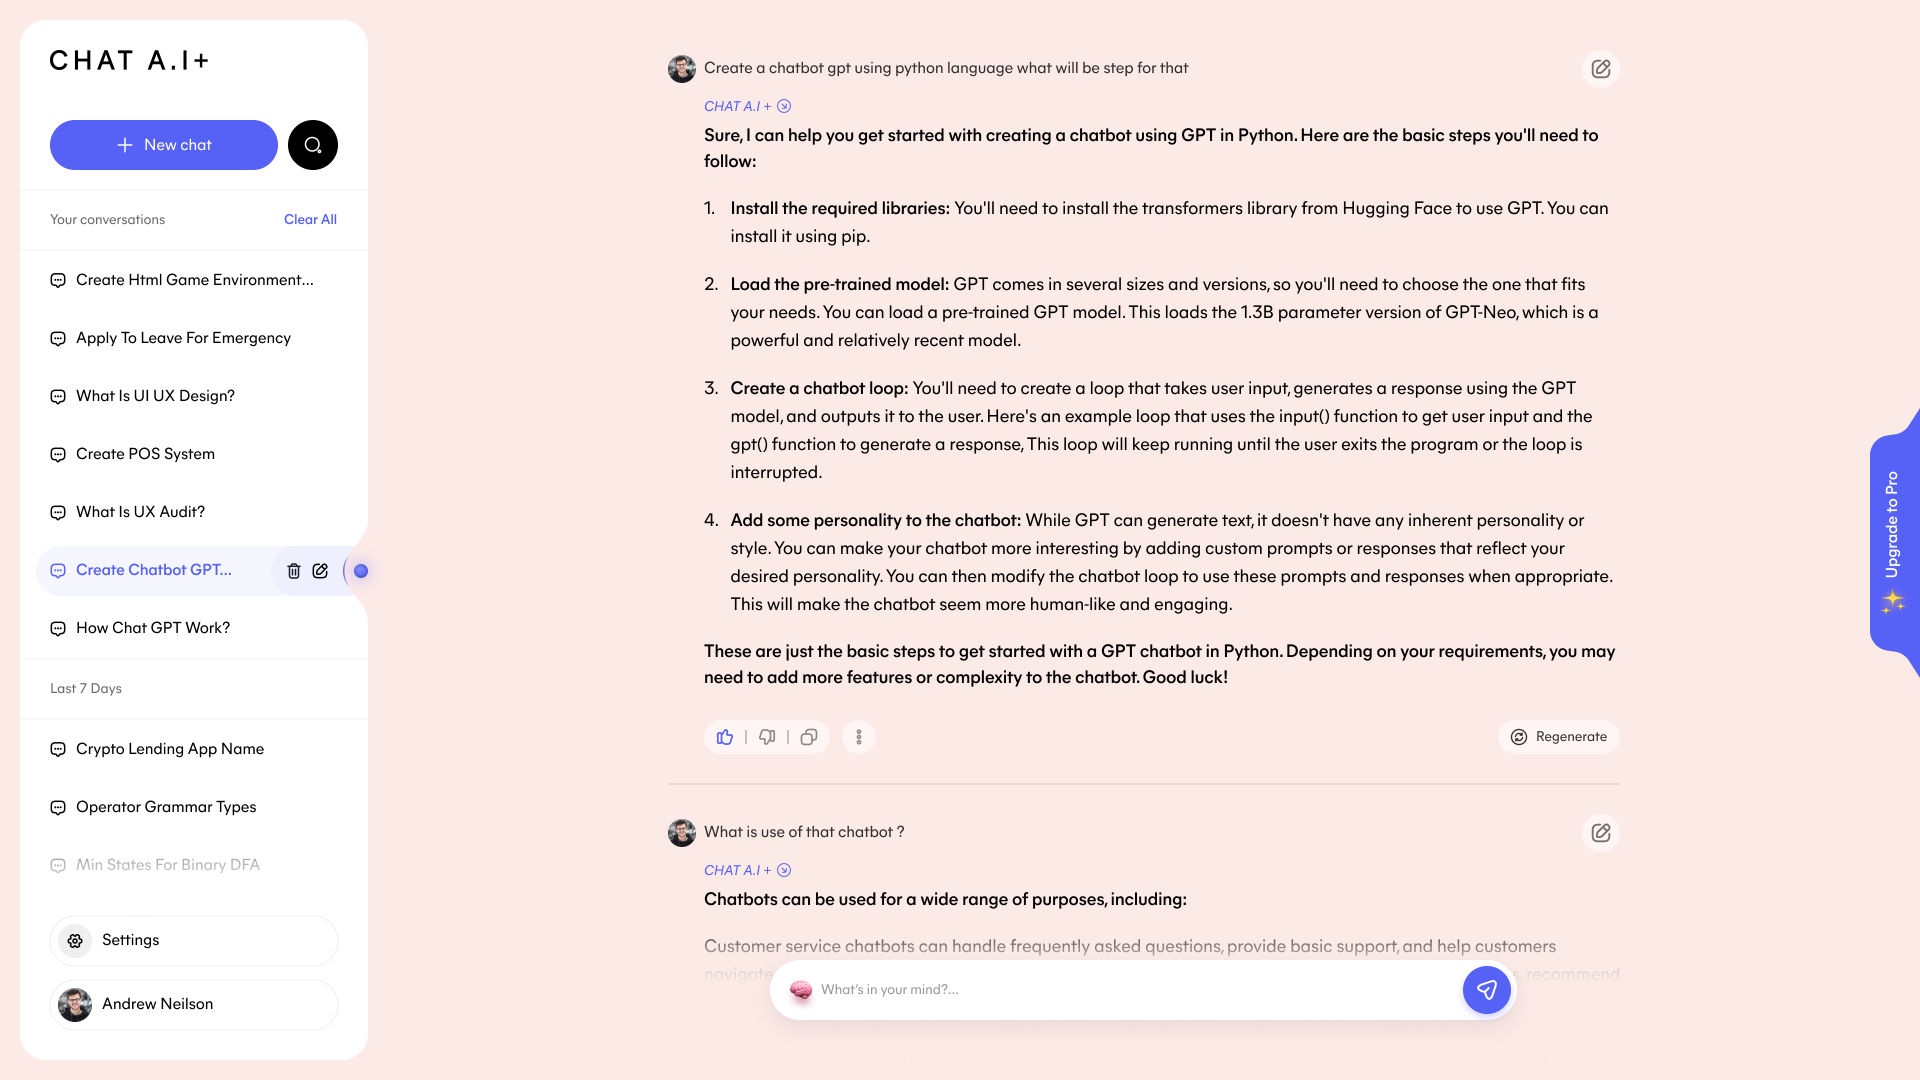 CHAT A.I+
New chat
Your conversations
Clear All
Create Html Game Environment...
Apply To Leave For Emergency
What Is UI UX Design?
Create POS System
What Is UX Audit?
Create Chatbot GPT...
How Chat GPT Work?
Last 7 Days
Crypto Lending App Name
Operator Grammar Types
Min States For Binary DFA
Settings
Andrew Neilson
Create a chatbot gpt using python language what will be step for that
CHAT A.I +
Sure, I can help you get started with creating a chatbot using GPT in Python. Here are the basic steps you'll need to
follow:
1. Install the required libraries: You'll need to install the transformers library from Hugging Face to use GPT. You can
install it using pip.
2. Load the pre-trained model: GPT comes in several sizes and versions, so you'll need to choose the one that fits
your needs. You can load a pre-trained GPT model. This loads the 1.3B parameter version of GPT-Neo, which is a
powerful and relatively recent model.
3. Create a chatbot loop: You'll need to create a loop that takes user input, generates a response using the GPT
model, and outputs it to the user. Here's an example loop that uses the input() function to get user input and the
gpt() function to generate a response, This loop will keep running until the user exits the program or the loop is
interrupted.
4. Add some personality to the chatbot: While GPT can generate text, it doesn't have any inherent personality or
style. You can make your chatbot more interesting by adding custom prompts or responses that reflect your
desired personality. You can then modify the chatbot loop to use these prompts and responses when appropriate.
This will make the chatbot seem more human-like and engaging.
These are just the basic steps to get started with a GPT chatbot in Python. Depending on your requirements, you may
need to add more features or complexity to the chatbot. Good luck!
Regenerate
What is use of that chatbot ?
CHAT A.I +
Chatbots can be used for a wide range of purposes, including:
Customer service chatbots can handle frequently asked questions, provide basic support, and help customers
navigate recommend
What's in your mind?...
Upgrade to Pro